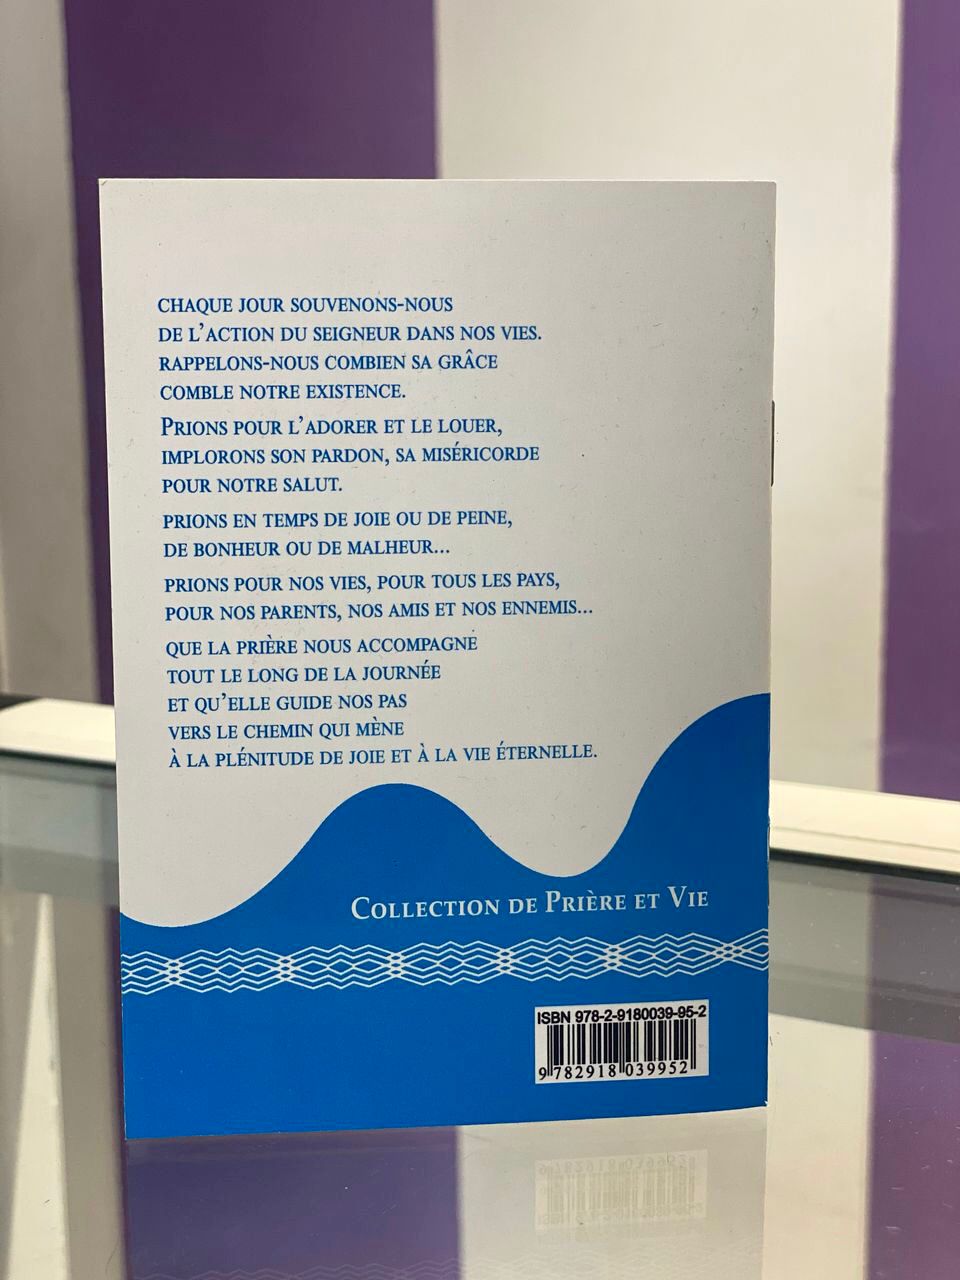 CHAQUE JOUR SOUVENONS-NOUS
DE L'ACTION DU SEIGNEUR DANS NOS VIES.
RAPPELONS-NOUS COMBIEN SA GRÂCE
COMBLE NOTRE EXISTENCE.
PRIONS POUR L'ADORER ET LE LOUER,
IMPLORONS SON PARDON, SA MISÉRICORDE
POUR NOTRE SALUT.
PRIONS EN TEMPS DE JOIE OU DE PEINE,
DE BONHEUR OU DE MALHEUR...
PRIONS POUR NOS VIES, POUR TOUS LES PAYS,
POUR NOS PARENTS, NOS AMIS ET NOS ENNEMIS...
QUE LA PRIÈRE NOUS ACCOMPAGNE
TOUT LE LONG DE LA JOURNÉE
ET QU'ELLE GUIDE NOS PAS
VERS LE CHEMIN QUI MÈNE
À LA PLÉNITUDE DE JOIE ET À LA VIE ÉTERNELLE.
COLLECTION DE PRIÈRE ET VIE
ISBN 978-2-9180039-95-2
9 782918 039952